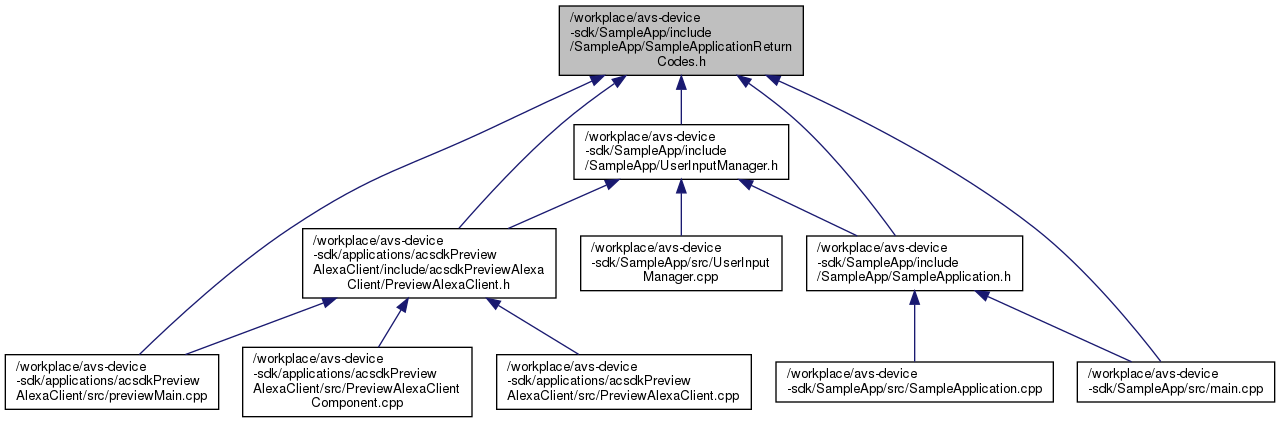 /workplace/avs-device
-sdk/SampleApp/include
/SampleApp/SampleApplicationReturn
Codes.h
/workplace/avs-device
-sdk/SampleApp/include
/SampleApp/UserInputManager.h
/workplace/avs-device
-sdk/applications/acsdkPreview
AlexaClient/include/acsdkPreviewAlexa
Client/PreviewAlexaClient.h
/workplace/avs-device
-sdk/SampleApp/src/UserInput
Manager.cpp
/workplace/avs-device
-sdk/SampleApp/include
/SampleApp/SampleApplication.h
/workplace/avs-device
-sdk/applications/acsdkPreview
AlexaClient/src/previewMain.cpp
/workplace/avs-device
-sdk/applications/acsdkPreview
AlexaClient/src/PreviewAlexaClient
Component.cpp
/workplace/avs-device
-sdk/applications/acsdkPreview
AlexaClient/src/PreviewAlexaClient.cpp
/workplace/avs-device
-sdk/SampleApp/src/SampleApplication.cpp
/workplace/avs-device
-sdk/SampleApp/src/main.cpp